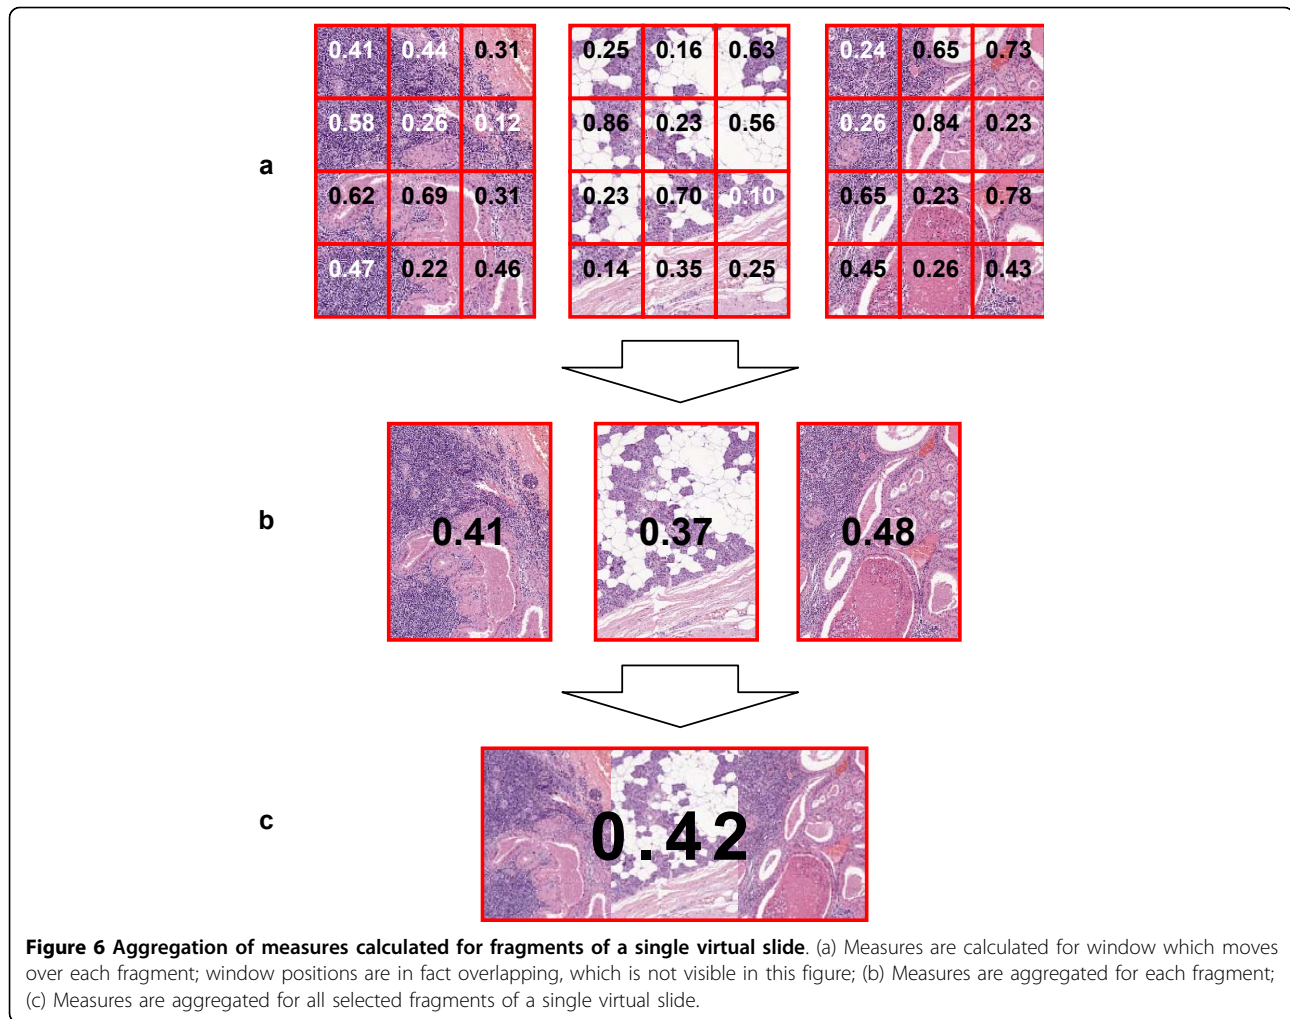 0.41 0.44 0.31 0.25 0.16 0.63 0.24 0.65 0.73
0.58 0.26 0.12 0.86 0.23 0.56 0.26 0.84 0.23
a
0.62 0.69 0.31 0.23 0.70 0.10 0.65 0.23 0.78
0.47 0.22 0.46 0.14 0.35 0.25 0.45 0.26 0.43
b
0.41 0.37 0.48
c
0.42
Figure 6 Aggregation of measures calculated for fragments of a single virtual slide. (a) Measures are calculated for window which moves
over each fragment; window positions are in fact overlapping, which is not visible in this figure; (b) Measures are aggregated for each fragment;
(c) Measures are aggregated for all selected fragments of a single virtual slide.